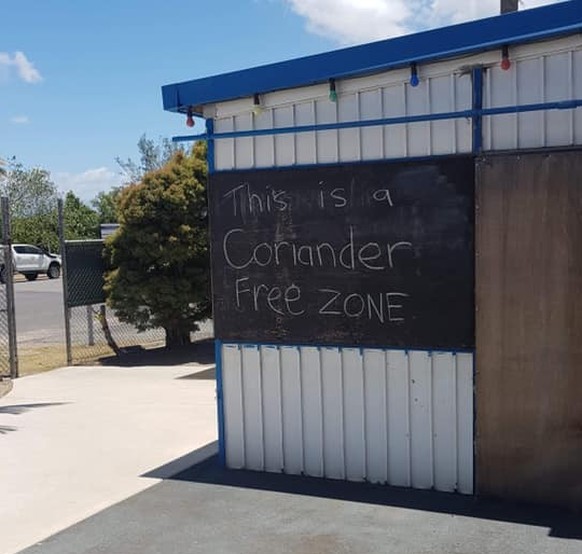 This is a
Coriander
Free ZONE